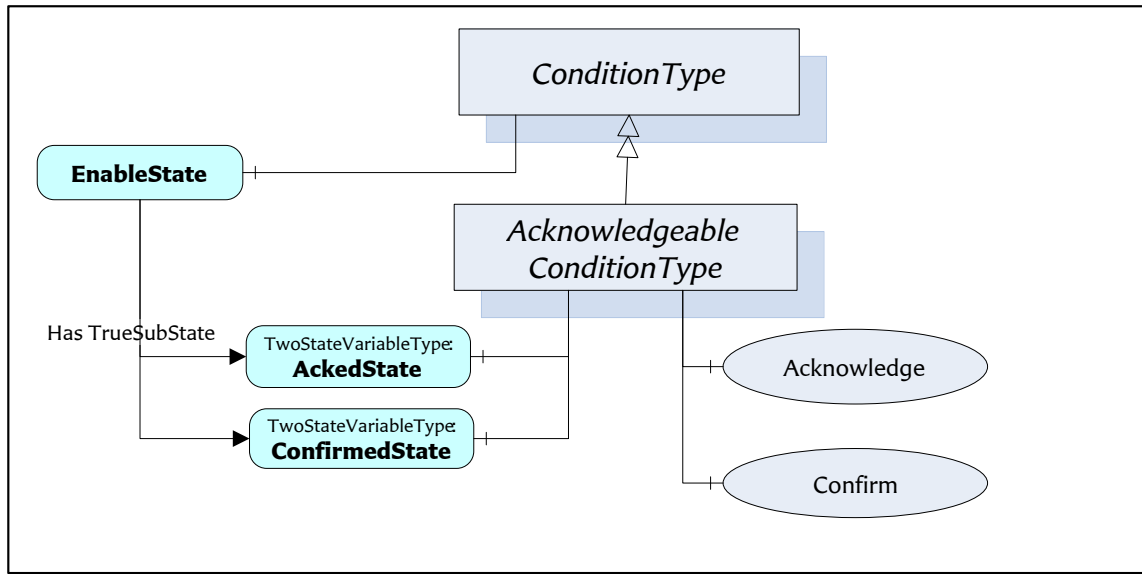 ConditionType
EnableState
Acknowledgeable
ConditionType
Has TrueSubState
TwoStateVariableType:
AckedState
Acknowledge
TwoStateVariableType:
ConfirmedState
Confirm